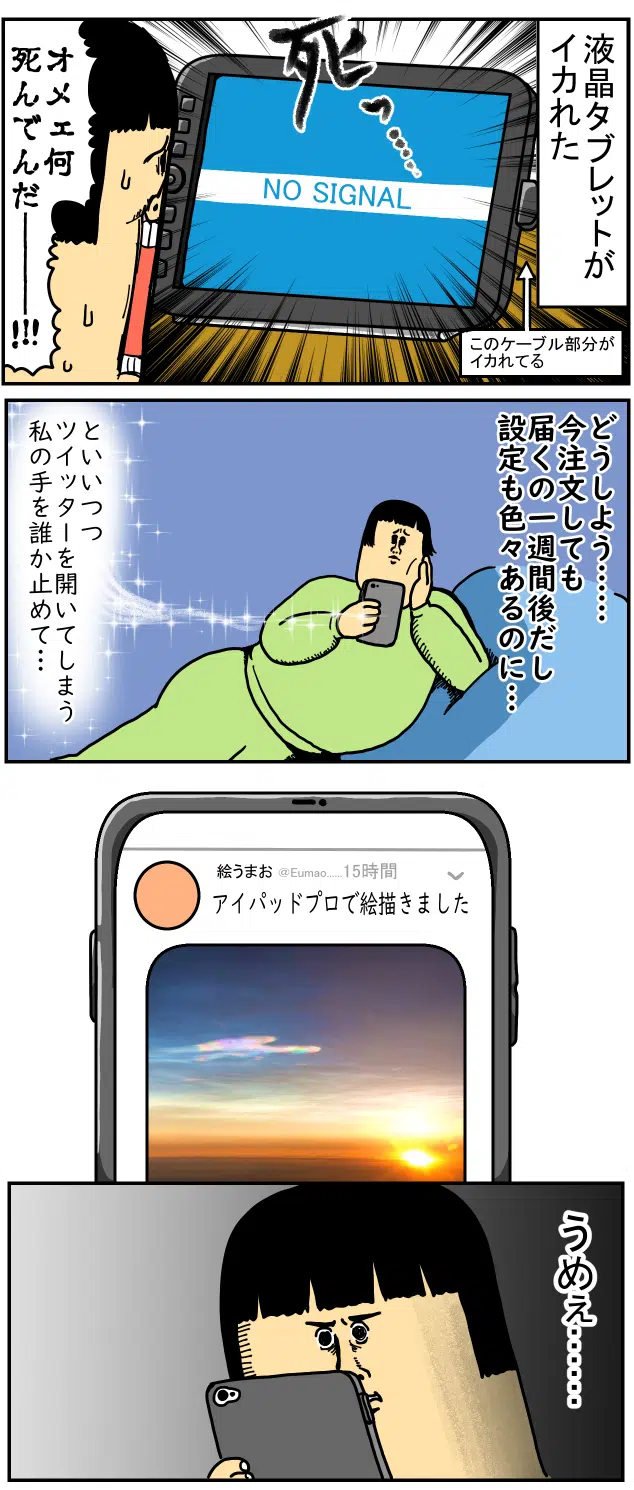 液晶タブレットが
イカれた
死っ……
NO SIGNAL
このケーブル部分が
イカれてる
オメェ何
死んでんだ――!!!
どうしよう……
今注文しても
届くの一週間後だし
設定も色々あるのに…
といいつつ
ツイッターを開いてしまう
私の手を誰か止めて…
絵うまお @Eumao......15時間
アイパッドプロで絵描きました
うめぇ………